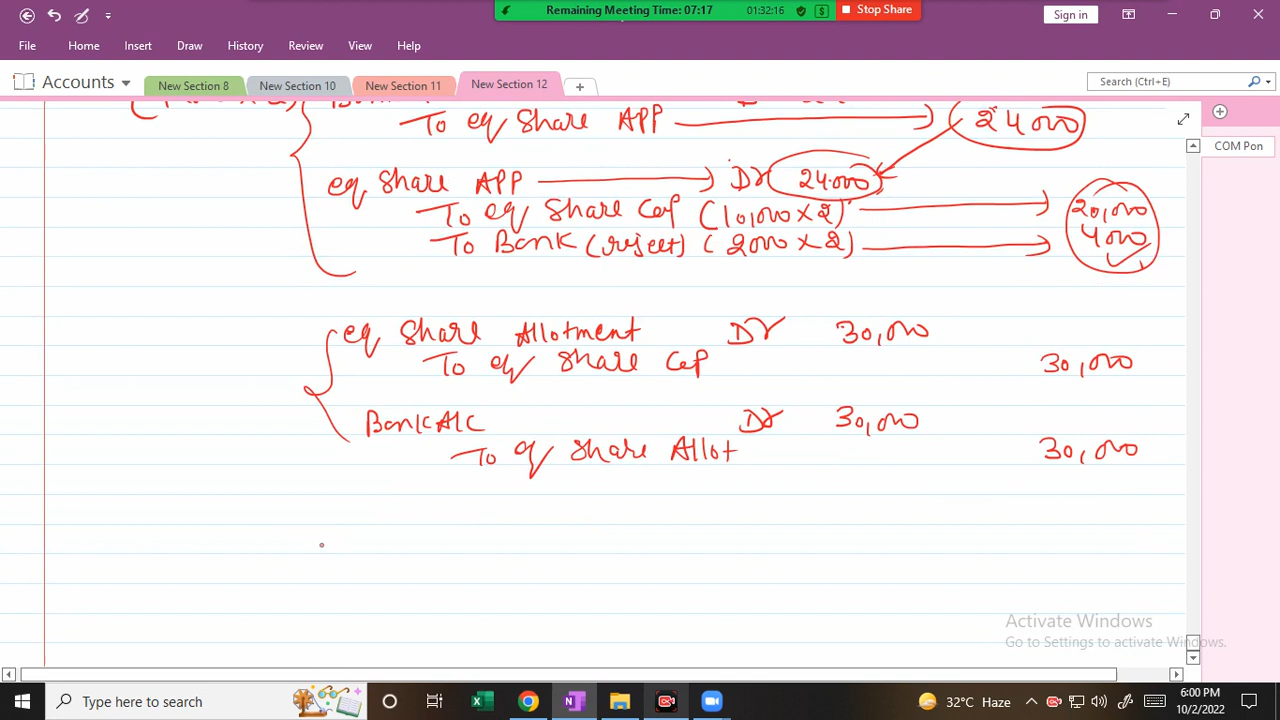 Remaining Meeting Time: 07:17 01:32:16 $ Stop Share
Sign in
File Home Insert Draw History Review View Help
Accounts New Section 8 New Section 10 New Section 11 New Section 12 + Search (Ctrl+E)
COM Pon
To eq Share APP 24000
eq Share APP Dr 24000
To eq Share Cap (10,000 × 2) 20,000
To Bank (reject) (2000 × 2) 4000
eq Share Allotment Dr 30,000
To eq Share Cap 30,000
Bank A/C Dr 30,000
To eq Share Allot 30,000
Activate Windows
Go to Settings to activate Windows.
Type here to search
32°C Haze
6:00 PM
10/2/2022